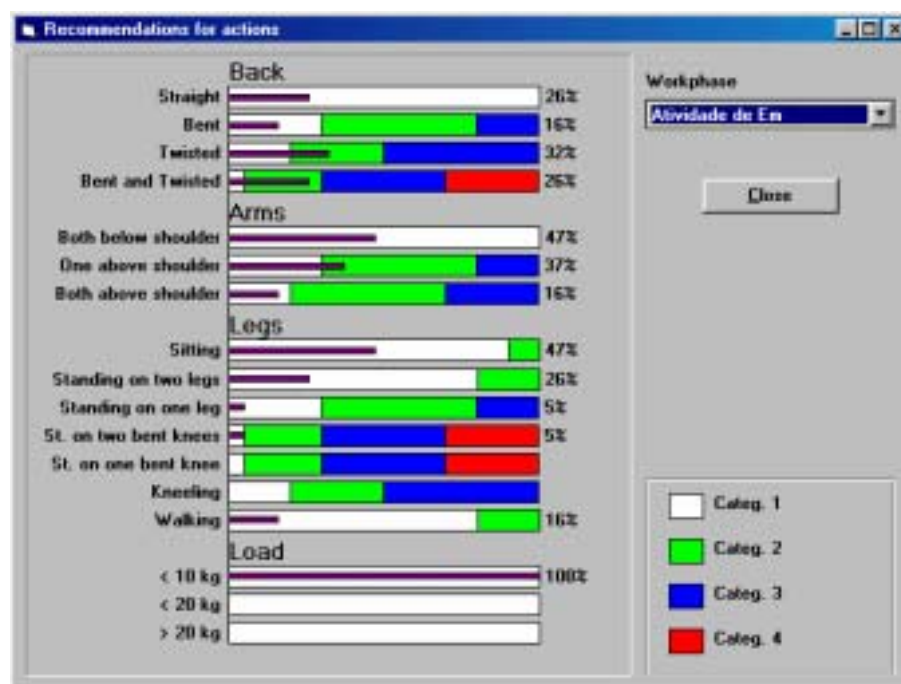 Recommendations for actions
Back
Straight 26%
Bent 16%
Twisted 32%
Bent and Twisted 26%
Arms
Both below shoulder 47%
One above shoulder 37%
Both above shoulder 16%
Legs
Sitting 47%
Standing on two legs 26%
Standing on one leg 5%
St. on two bent knees 5%
St. on one bent knee
Kneeling
Walking 16%
Load
< 10 kg 100%
< 20 kg
> 20 kg
Workphase
Atividade de Em
Close
Categ. 1
Categ. 2
Categ. 3
Categ. 4